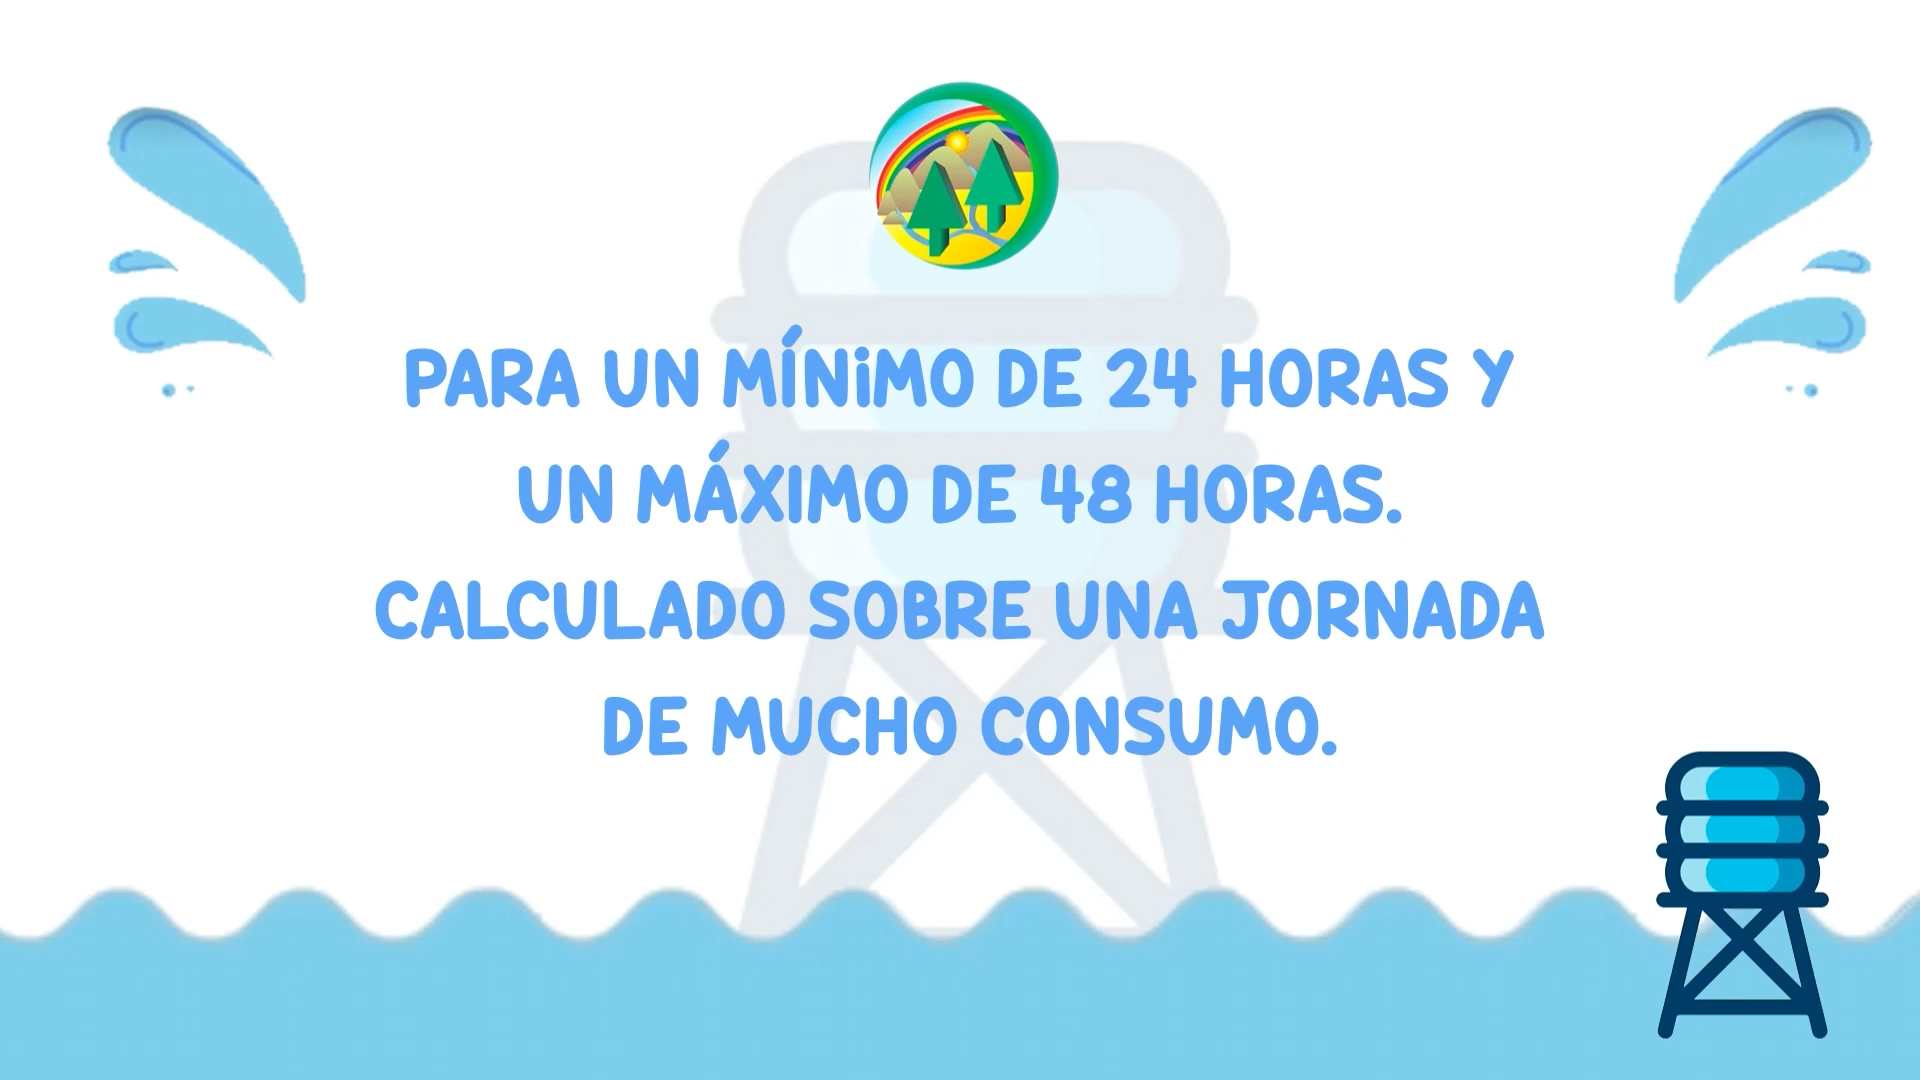 PARA UN MÍNiMO DE 24 HORAS Y
UN MÁXIMO DE 48 HORAS.
CALCULADO SOBRE UNA JORNADA
DE MUCHO CONSUMO.